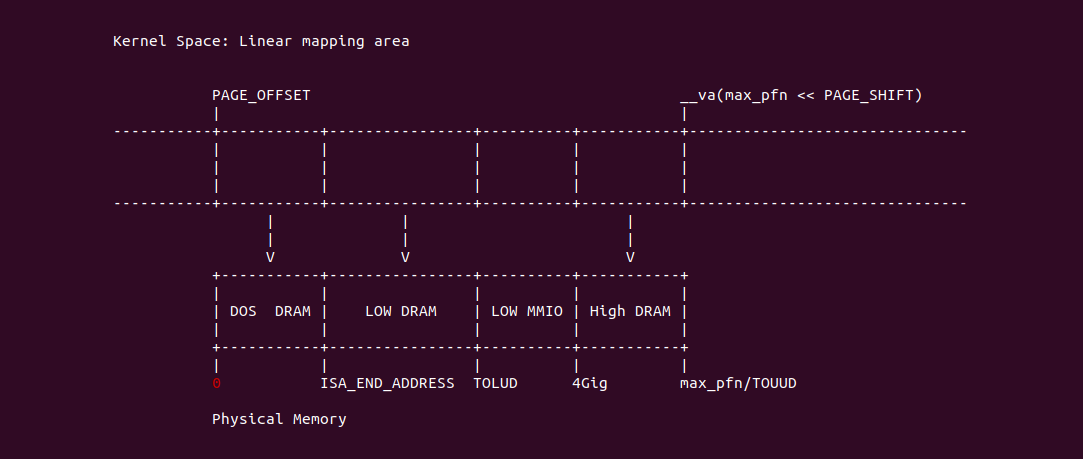 Kernel Space: Linear mapping area
PAGE_OFFSET __va(max_pfn << PAGE_SHIFT)
DOS DRAM LOW DRAM LOW MMIO High DRAM
0 ISA_END_ADDRESS TOLUD 4Gig max_pfn/TOUUD
Physical Memory